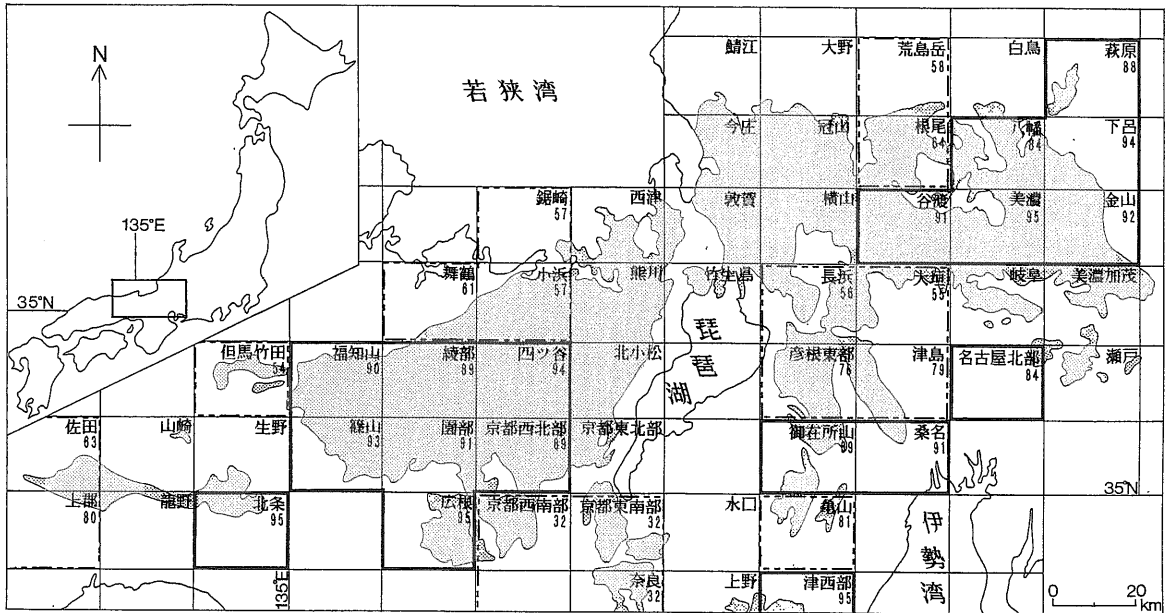 N
135°E
35°N
若狭湾
鯖江 大野 荒島岳 白鳥 萩原
58 88
今庄 冠山 根尾 八幡 下呂
64 84 94
鋸崎 西津 敦賀 横山 谷汲 美濃 金山
57 91 95 92
舞鶴 小浜 熊川 竹生島 長浜 大垣 岐阜 美濃加茂
61 57 56 55
琵琶湖
但馬竹田 福知山 綾部 四ツ谷 北小松 彦根東部 津島 名古屋北部 瀬戸
54 90 89 94 76 79 84
佐田 山崎 生野 篠山 園部 京都西北部 京都東北部 御在所山 桑名
63 93 91 89 89 91
35°N
上郡 龍野 北条 広根 京都西南部 京都東南部 水口 亀山
80 95 95 32 32 81
伊勢湾
135°E
奈良 上野 津西部
32 95
0 20
km